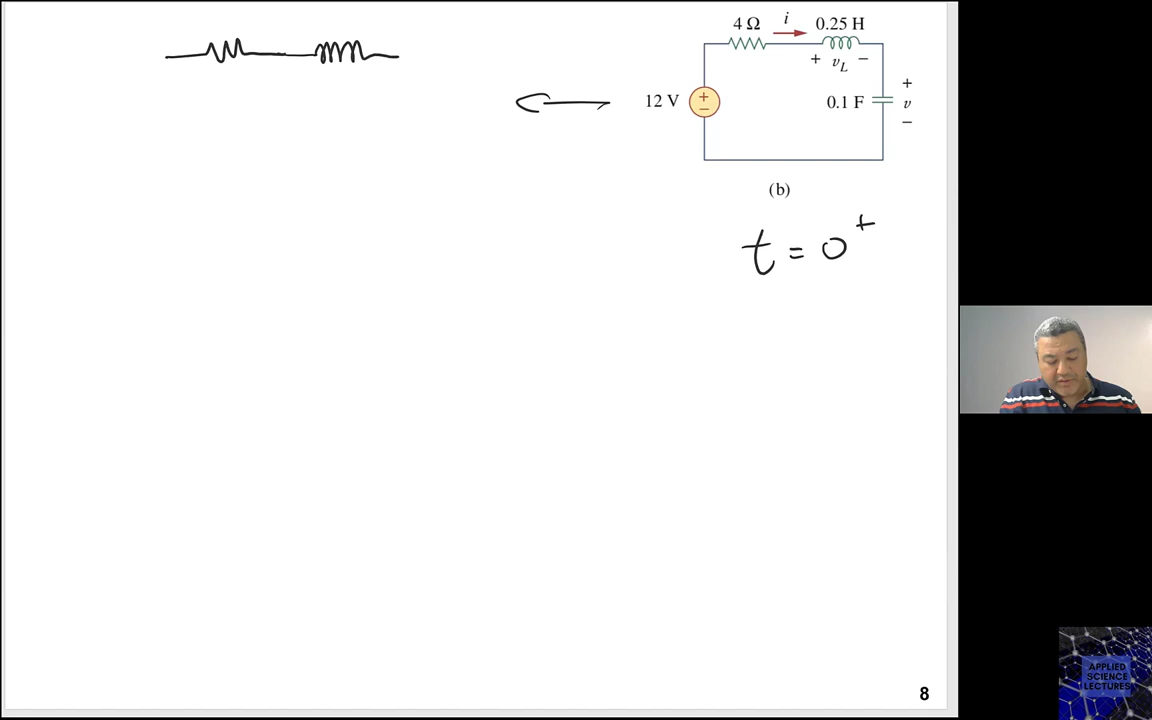 4 Ω i 0.25 H
+ v_L −
12 V + −
0.1 F + v −
(b)
t = 0⁺
8
APPLIED
SCIENCE
LECTURES